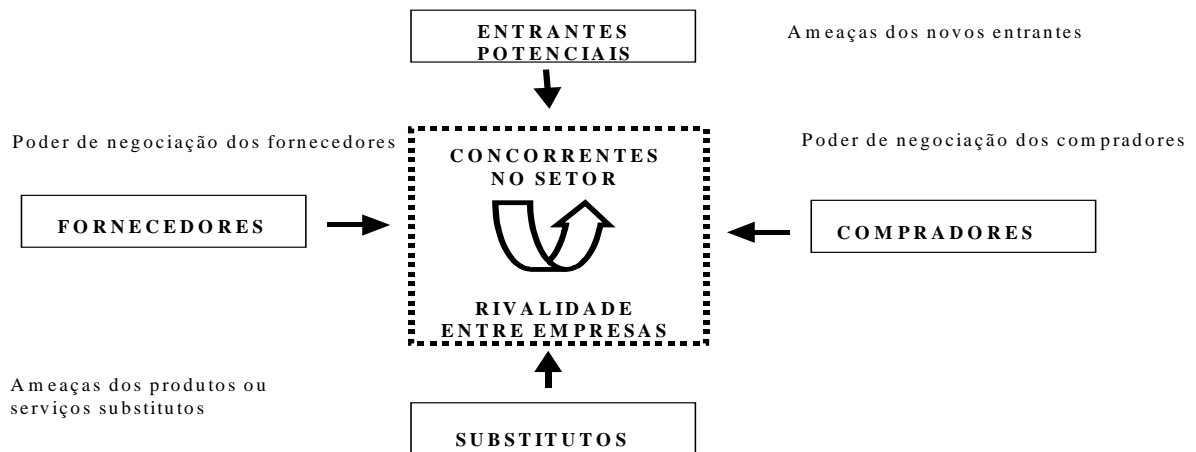 ENTRANTES
POTENCIAIS
Ameaças dos novos entrantes
Poder de negociação dos fornecedores
Poder de negociação dos compradores
CONCORRENTES
NO SETOR
FORNECEDORES
COMPRADORES
RIVALIDADE
ENTRE EMPRESAS
Ameaças dos produtos ou
serviços substitutos
SUBSTITUTOS